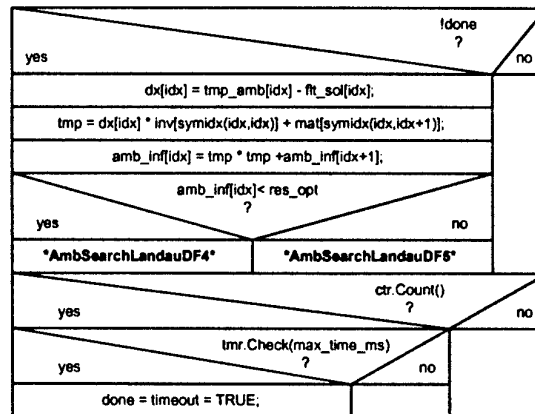 !done
?
yes
no
dx[idx] = tmp_amb[idx] - flt_sol[idx];
tmp = dx[idx] * inv[symidx(idx,idx)] + mat[symidx(idx,idx+1)];
amb_inf[idx] = tmp * tmp +amb_inf[idx+1];
amb_inf[idx]< res_opt
?
yes
no
*AmbSearchLandauDF4*
*AmbSearchLandauDF5*
ctr.Count()
?
yes
no
tmr.Check(max_time_ms)
?
yes
no
done = timeout = TRUE;